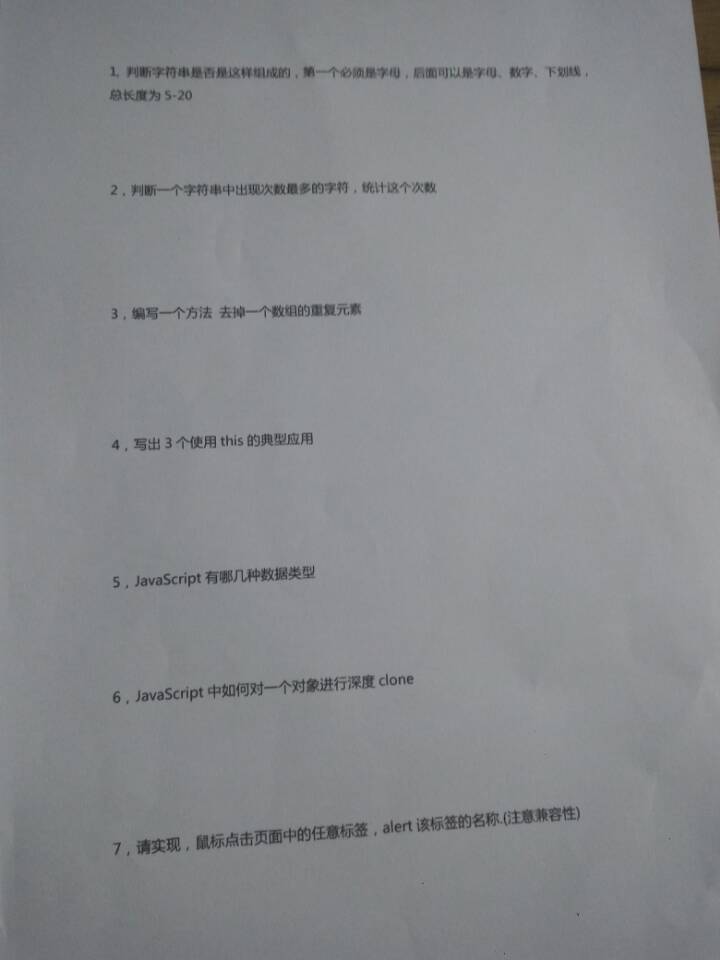 1, 判断字符串是否是这样组成的，第一个必须是字母，后面可以是字母、数字、下划线，
总长度为 5-20
2，判断一个字符串中出现次数最多的字符，统计这个次数
3，编写一个方法 去掉一个数组的重复元素
4，写出 3 个使用 this 的典型应用
5，JavaScript 有哪几种数据类型
6，JavaScript 中如何对一个对象进行深度 clone
7，请实现，鼠标点击页面中的任意标签，alert 该标签的名称.(注意兼容性)